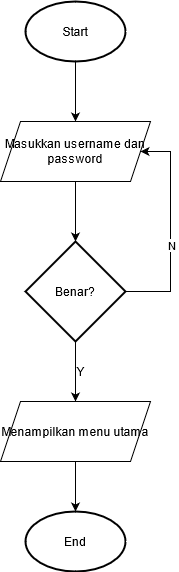 Start
Masukkan username dan
password
N
Benar?
Y
Menampilkan menu utama
End